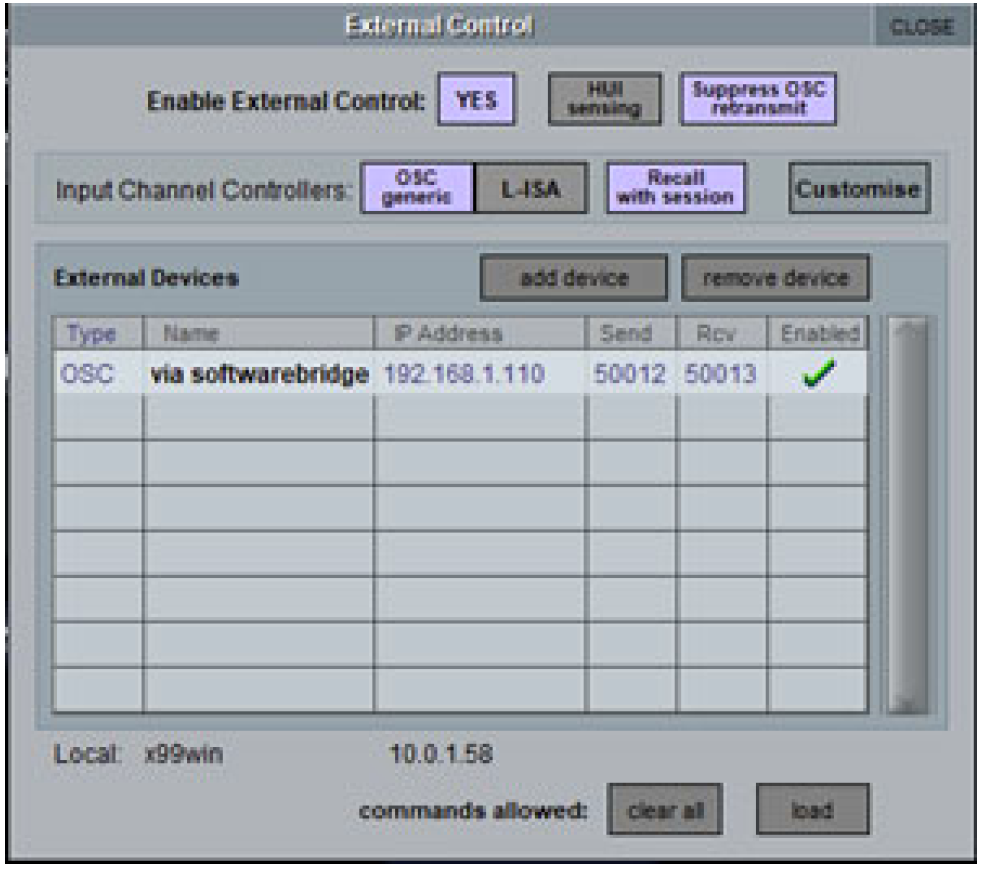 External Control
CLOSE
Enable External Control: YES HUI sensing Suppress OSC retransmit
Input Channel Controllers: OSC generic L-ISA Recall with session Customise
External Devices add device remove device
Type Name IP Address Send Rcv Enabled
OSC via softwarebridge 192.168.1.110 50012 50013
Local: x99win 10.0.1.58
commands allowed: clear all load